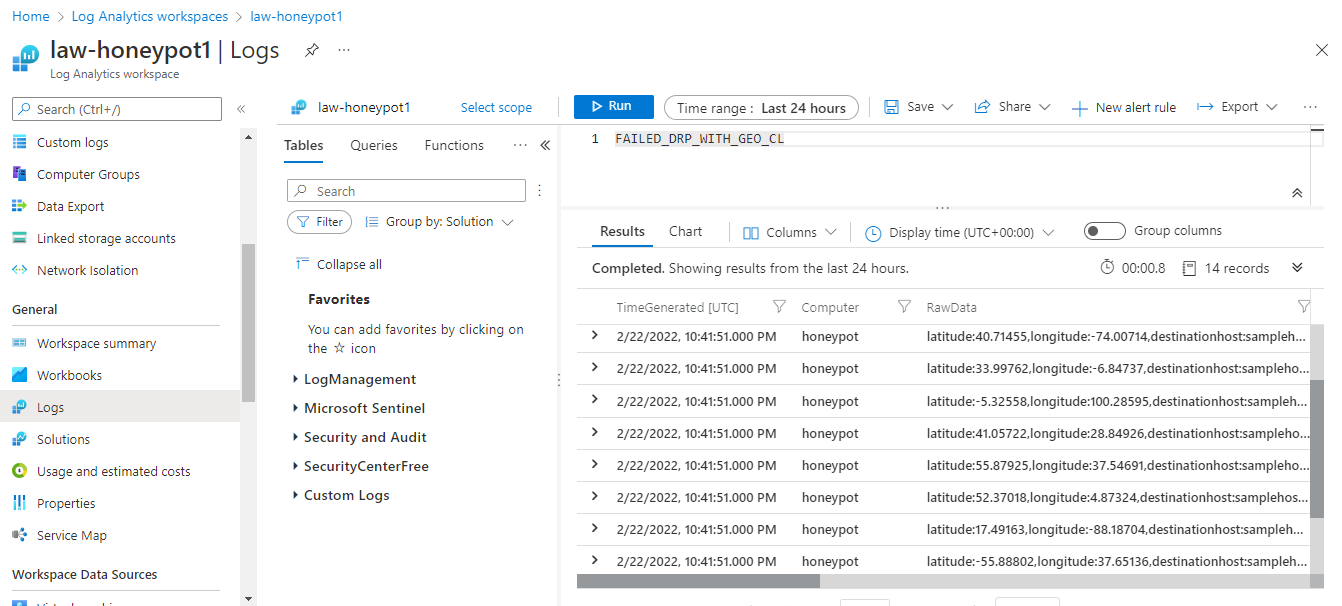 Home > Log Analytics workspaces > law-honeypot1
law-honeypot1 | Logs
Log Analytics workspace
Search (Ctrl+/)
Custom logs
Computer Groups
Data Export
Linked storage accounts
Network Isolation
General
Workspace summary
Workbooks
Logs
Solutions
Usage and estimated costs
Properties
Service Map
Workspace Data Sources
law-honeypot1
Select scope
Run
Time range : Last 24 hours
Save
Share
New alert rule
Export
Tables
Queries
Functions
Search
Filter
Group by: Solution
Collapse all
Favorites
You can add favorites by clicking on
the ☆ icon
LogManagement
Microsoft Sentinel
Security and Audit
SecurityCenterFree
Custom Logs
1 FAILED_DRP_WITH_GEO_CL
Results
Chart
Columns
Display time (UTC+00:00)
Group columns
Completed. Showing results from the last 24 hours.
00:00.8
14 records
TimeGenerated [UTC] Computer RawData
2/22/2022, 10:41:51.000 PM honeypot latitude:40.71455,longitude:-74.00714,destinationhost:sampleh...
2/22/2022, 10:41:51.000 PM honeypot latitude:33.99762,longitude:-6.84737,destinationhost:sampleho...
2/22/2022, 10:41:51.000 PM honeypot latitude:-5.32558,longitude:100.28595,destinationhost:sampleh...
2/22/2022, 10:41:51.000 PM honeypot latitude:41.05722,longitude:28.84926,destinationhost:sampleho...
2/22/2022, 10:41:51.000 PM honeypot latitude:55.87925,longitude:37.54691,destinationhost:sampleho...
2/22/2022, 10:41:51.000 PM honeypot latitude:52.37018,longitude:4.87324,destinationhost:samplehos...
2/22/2022, 10:41:51.000 PM honeypot latitude:17.49163,longitude:-88.18704,destinationhost:sampleh...
2/22/2022, 10:41:51.000 PM honeypot latitude:-55.88802,longitude:37.65136,destinationhost:sampleh...